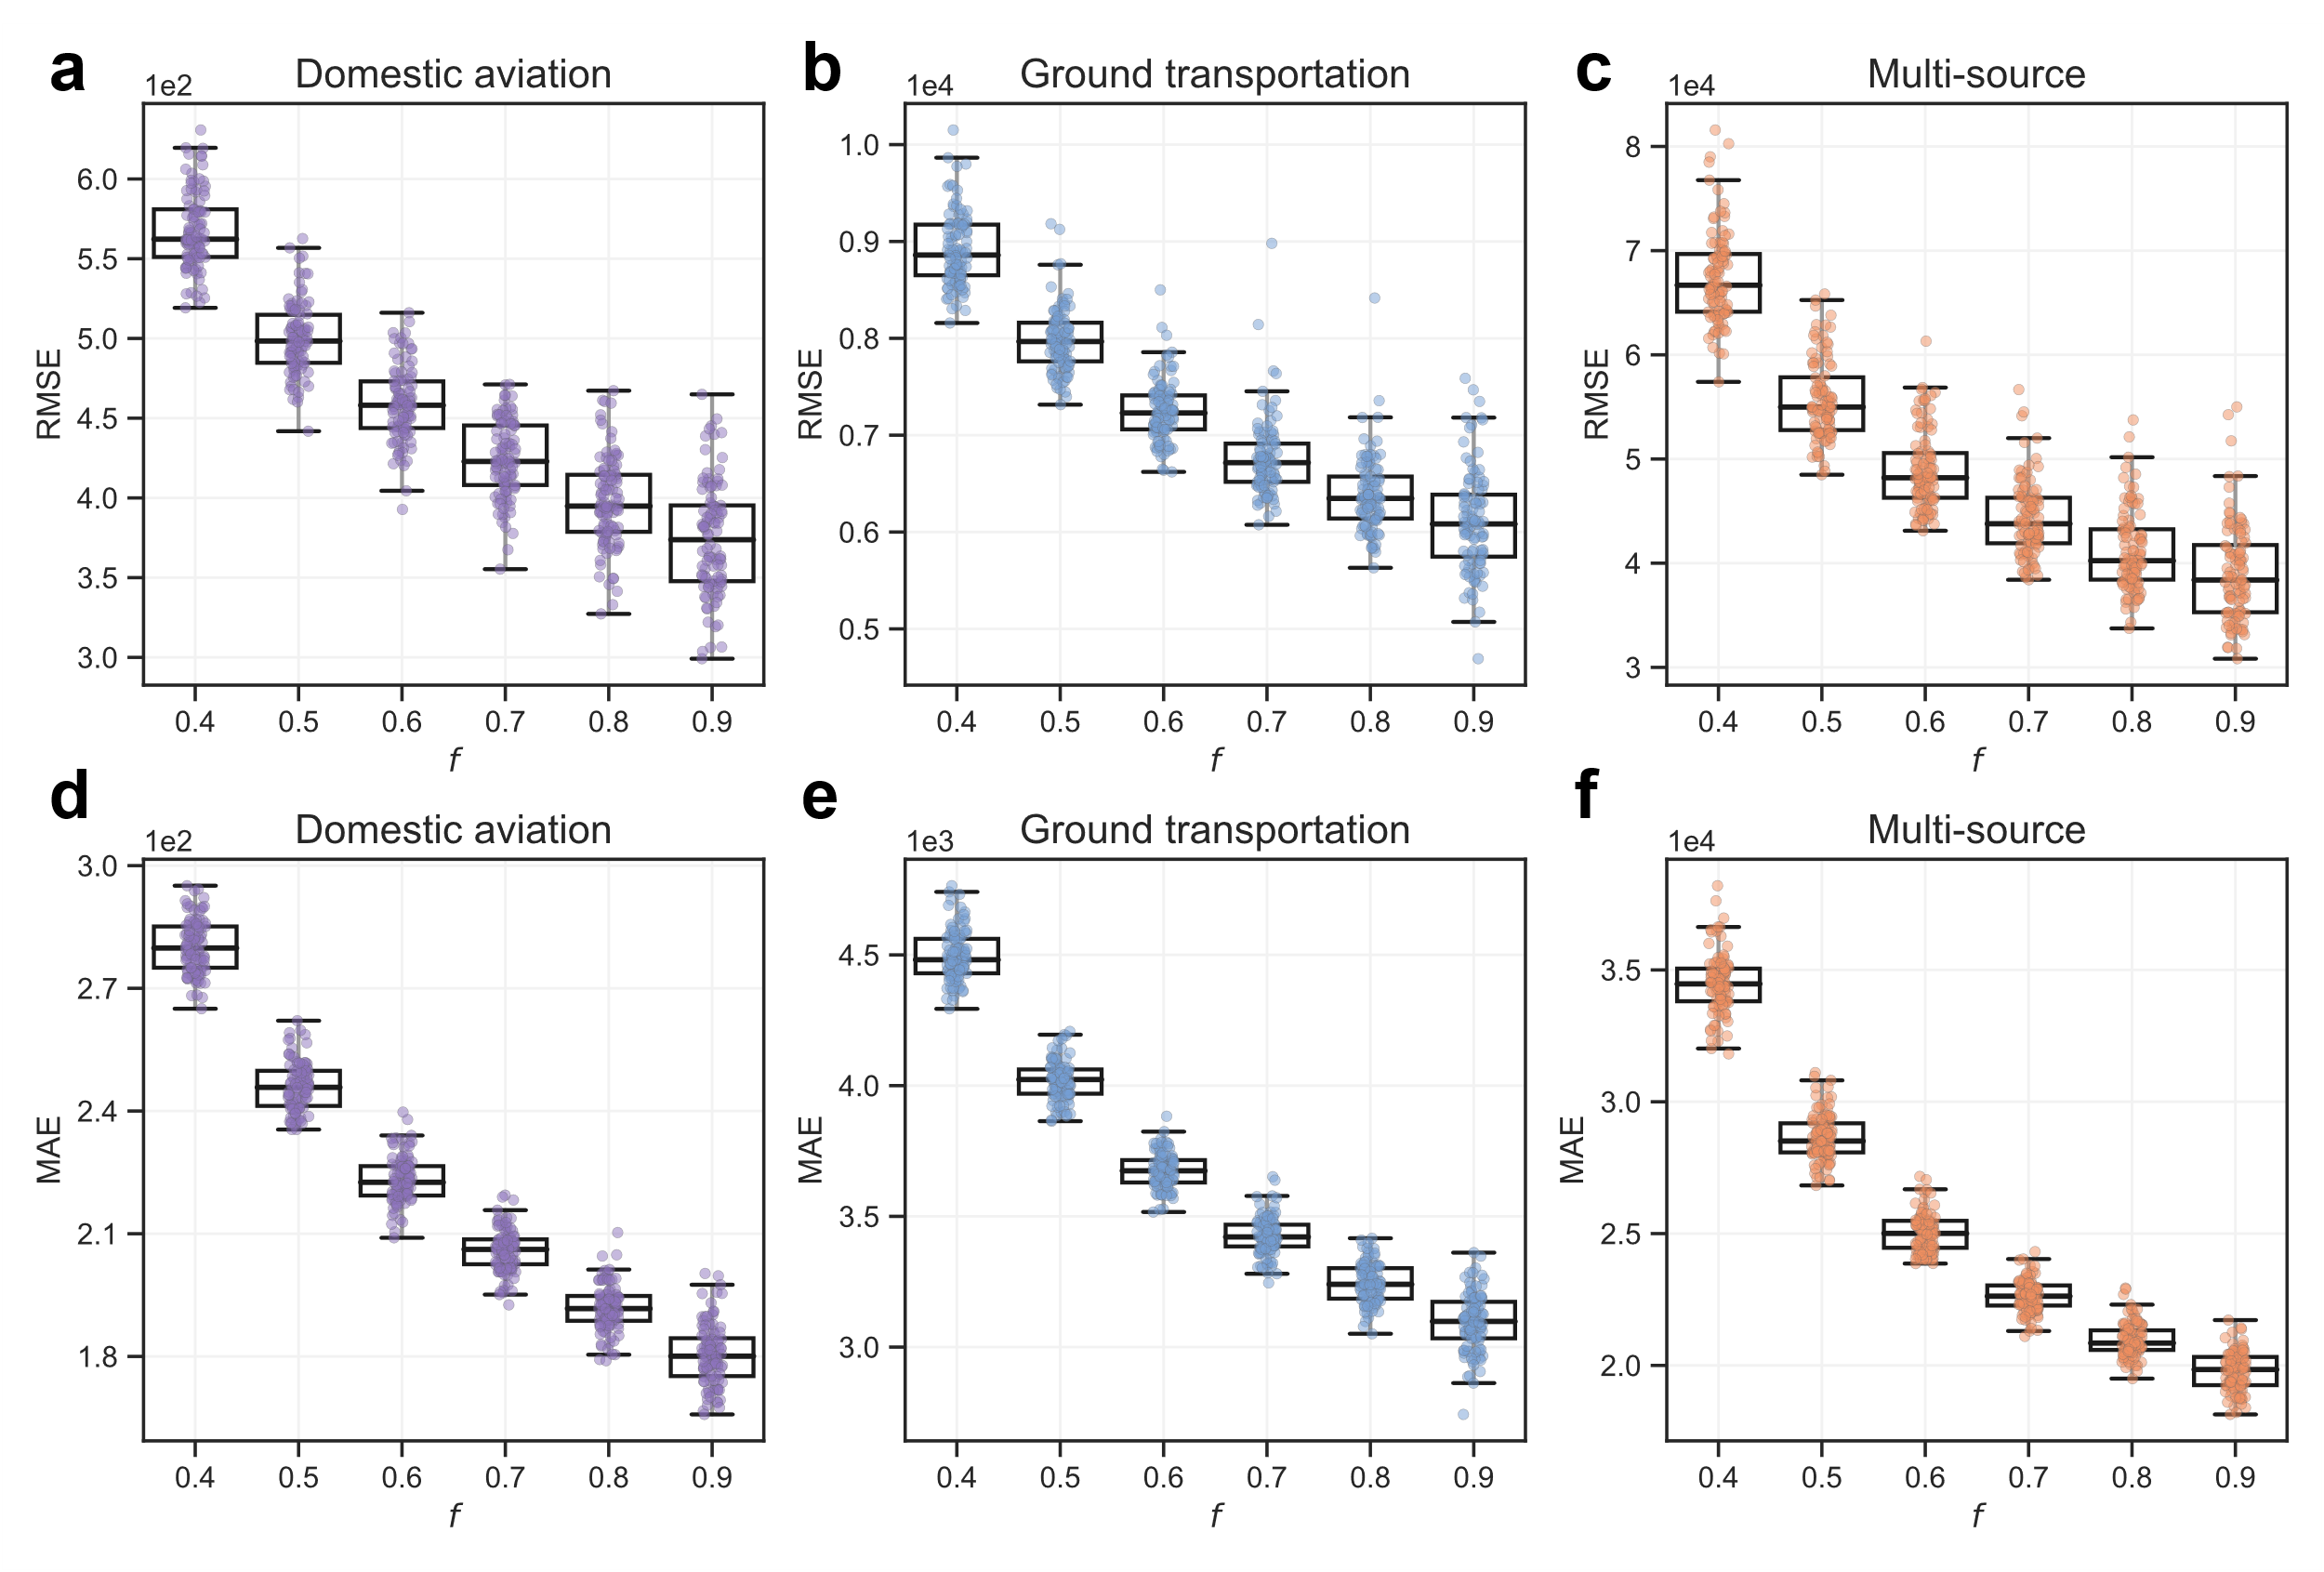 a
Domestic aviation
1e2
6.0
5.5
5.0
4.5
4.0
3.5
3.0
RMSE
0.4 0.5 0.6 0.7 0.8 0.9
f
b
Ground transportation
1e4
1.0
0.9
0.8
0.7
0.6
0.5
RMSE
0.4 0.5 0.6 0.7 0.8 0.9
f
c
Multi-source
1e4
8
7
6
5
4
3
RMSE
0.4 0.5 0.6 0.7 0.8 0.9
f
d
Domestic aviation
1e2
3.0
2.7
2.4
2.1
1.8
MAE
0.4 0.5 0.6 0.7 0.8 0.9
f
e
Ground transportation
1e3
4.5
4.0
3.5
3.0
MAE
0.4 0.5 0.6 0.7 0.8 0.9
f
f
Multi-source
1e4
3.5
3.0
2.5
2.0
MAE
0.4 0.5 0.6 0.7 0.8 0.9
f